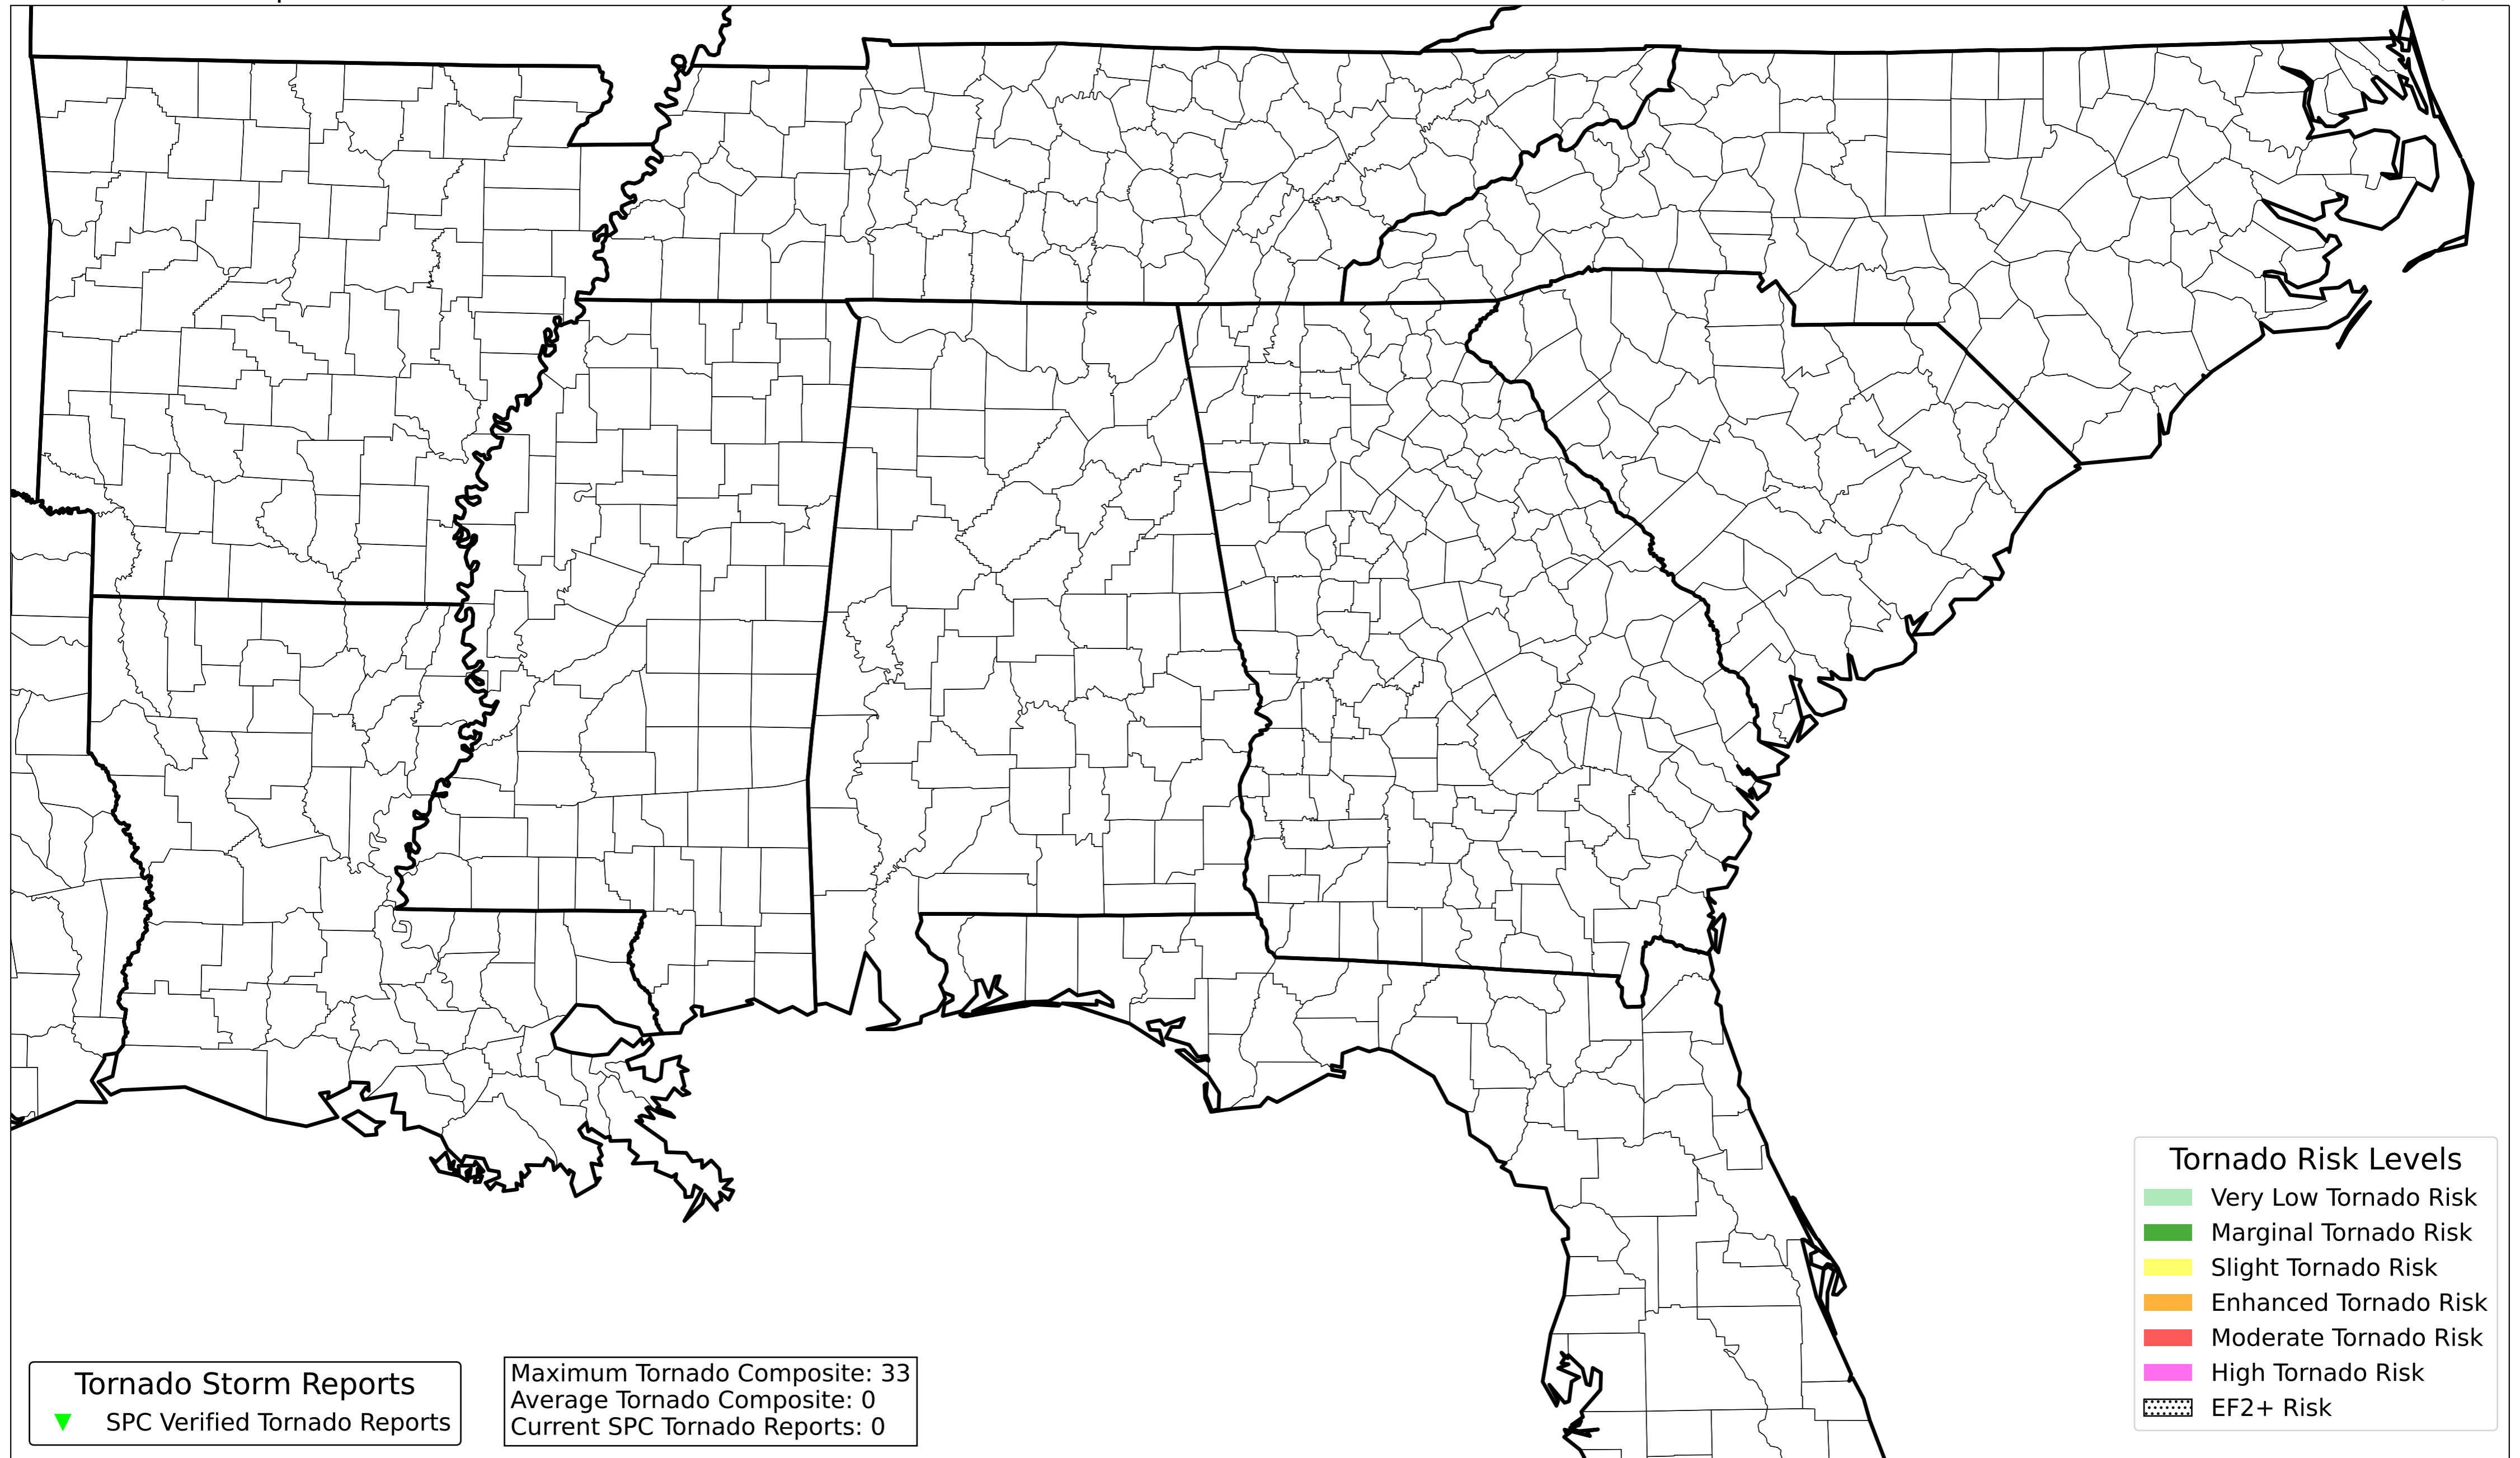 Tornado Storm Reports
SPC Verified Tornado Reports
Maximum Tornado Composite: 33
Average Tornado Composite: 0
Current SPC Tornado Reports: 0
Tornado Risk Levels
Very Low Tornado Risk
Marginal Tornado Risk
Slight Tornado Risk
Enhanced Tornado Risk
Moderate Tornado Risk
High Tornado Risk
EF2+ Risk